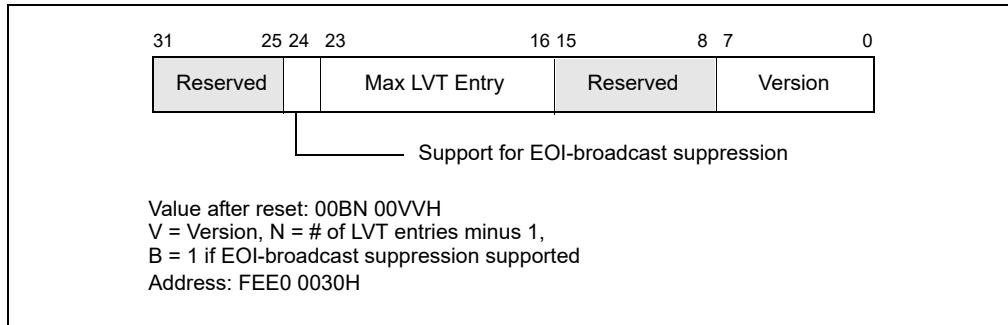 31 25 24 23 16 15 8 7 0
Reserved Max LVT Entry Reserved Version
Support for EOI-broadcast suppression
Value after reset: 00BN 00VVH
V = Version, N = # of LVT entries minus 1,
B = 1 if EOI-broadcast suppression supported
Address: FEE0 0030H